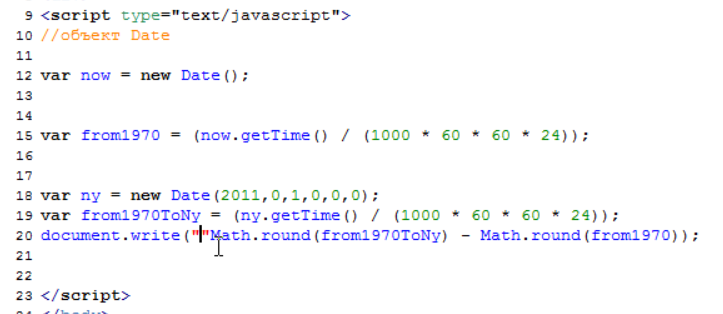 9 <script type="text/javascript">
10 //объект Date
11
12 var now = new Date();
13
14
15 var from1970 = (now.getTime() / (1000 * 60 * 60 * 24));
16
17
18 var ny = new Date(2011,0,1,0,0,0);
19 var from1970ToNy = (ny.getTime() / (1000 * 60 * 60 * 24));
20 document.write(""Math.round(from1970ToNy) - Math.round(from1970));
21
22
23 </script>